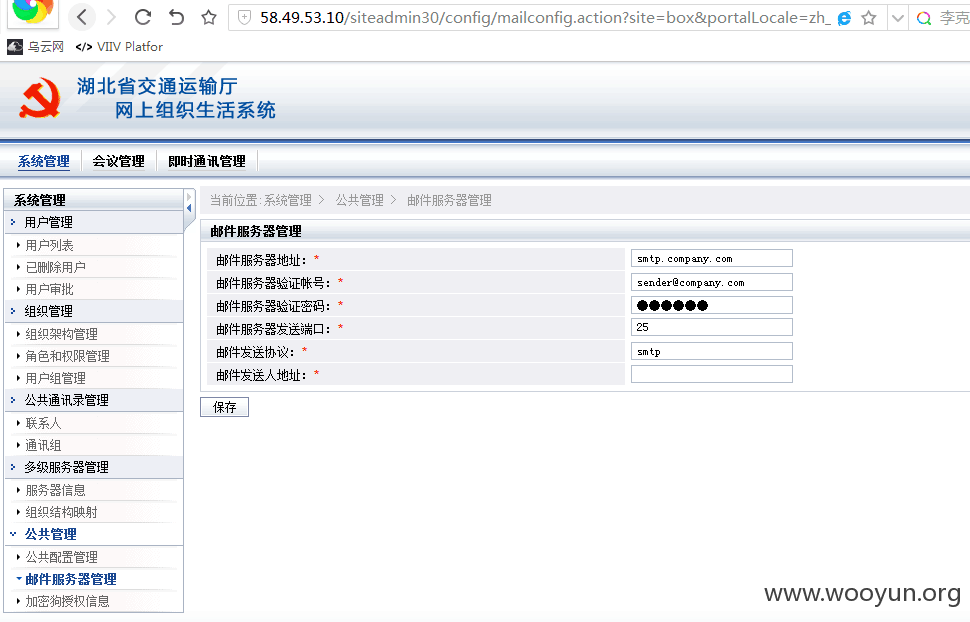 58.49.53.10/siteadmin30/config/mailconfig.action?site=box&portalLocale=zh_
李克
乌云网 </> VIIV Platfor
湖北省交通运输厅
网上组织生活系统
系统管理 会议管理 即时通讯管理
系统管理
用户管理
用户列表
已删除用户
用户审批
组织管理
组织架构管理
角色和权限管理
用户组管理
公共通讯录管理
联系人
通讯组
多级服务器管理
服务器信息
组织结构映射
公共管理
公共配置管理
邮件服务器管理
加密狗授权信息
当前位置:系统管理 > 公共管理 > 邮件服务器管理
邮件服务器管理
邮件服务器地址: * smtp.company.com
邮件服务器验证帐号: * sender@company.com
邮件服务器验证密码: * ●●●●●●
邮件服务器发送端口: * 25
邮件发送协议: * smtp
邮件发送人地址: *
保存
www.wooyun.org